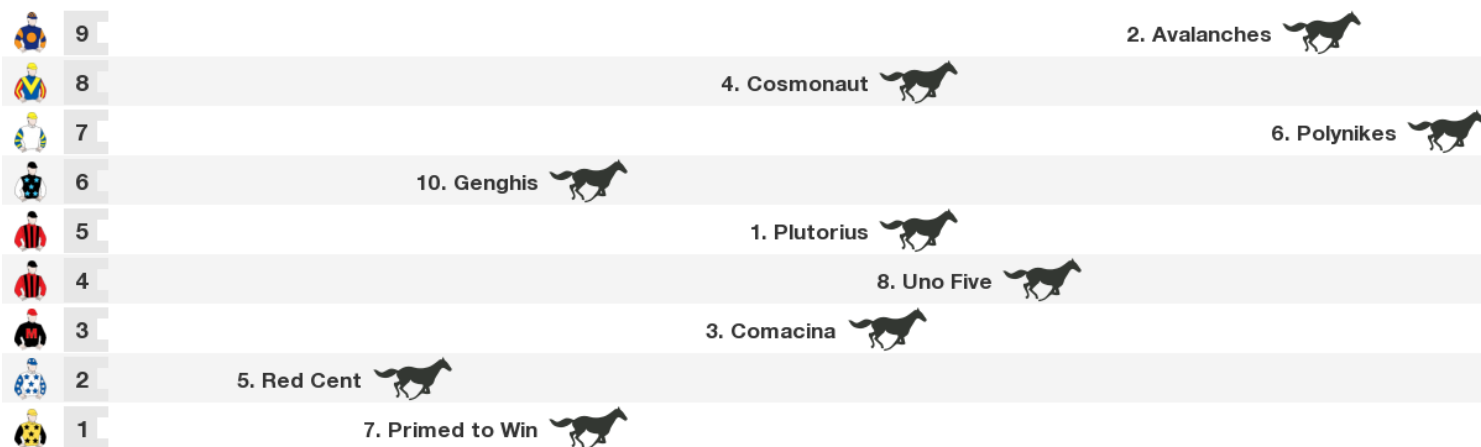 9 2. Avalanches
8 4. Cosmonaut
7 6. Polynikes
6 10. Genghis
5 1. Plutorius
4 8. Uno Five
M
3 3. Comacina
2 5. Red Cent
1 7. Primed to Win